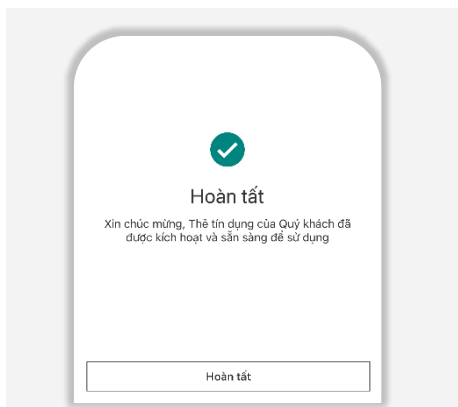 Hoàn tất
Xin chúc mừng, Thẻ tín dụng của Quý khách đã
được kích hoạt và sẵn sàng để sử dụng
Hoàn tất